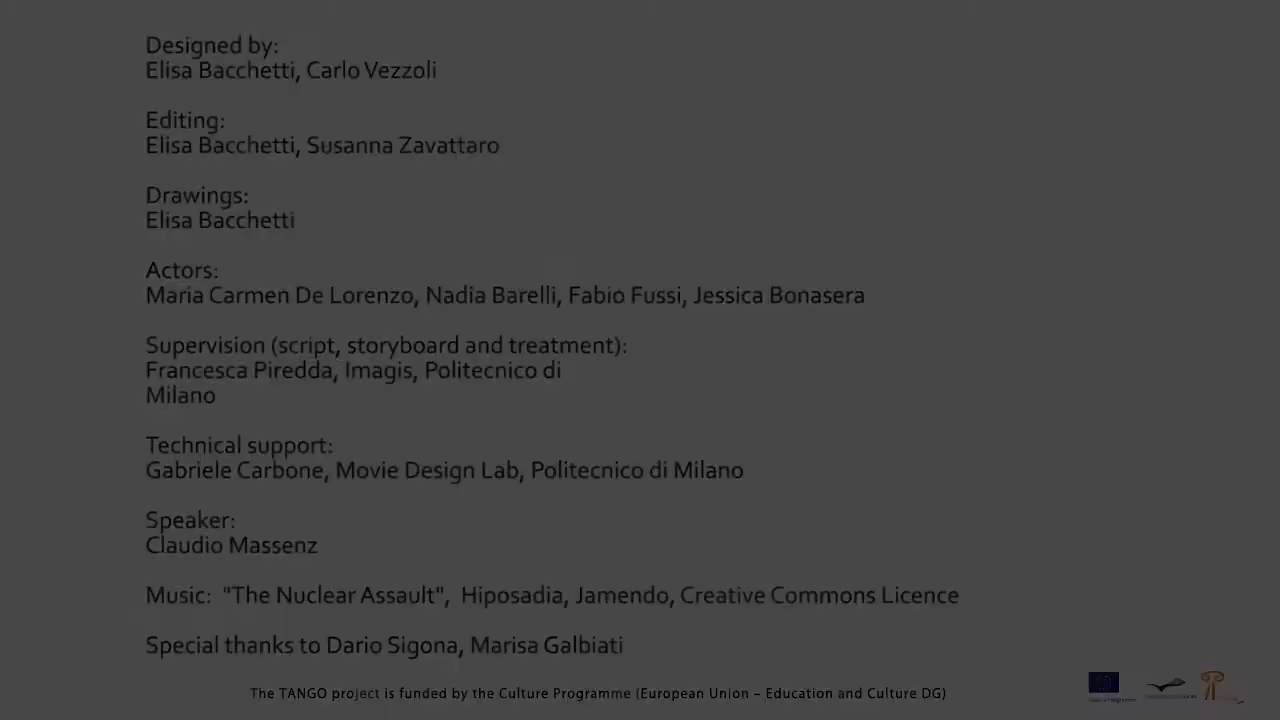 Designed by:
Elisa Bacchetti, Carlo Vezzoli
Editing:
Elisa Bacchetti, Susanna Zavattaro
Drawings:
Elisa Bacchetti
Actors:
Maria Carmen De Lorenzo, Nadia Barelli, Fabio Fussi, Jessica Bonasera
Supervision (script, storyboard and treatment):
Francesca Piredda, Imagis, Politecnico di
Milano
Technical support:
Gabriele Carbone, Movie Design Lab, Politecnico di Milano
Speaker:
Claudio Massenz
Music: "The Nuclear Assault", Hiposadia, Jamendo, Creative Commons Licence
Special thanks to Dario Sigona, Marisa Galbiati
The TANGO project is funded by the Culture Programme (European Union – Education and Culture DG)